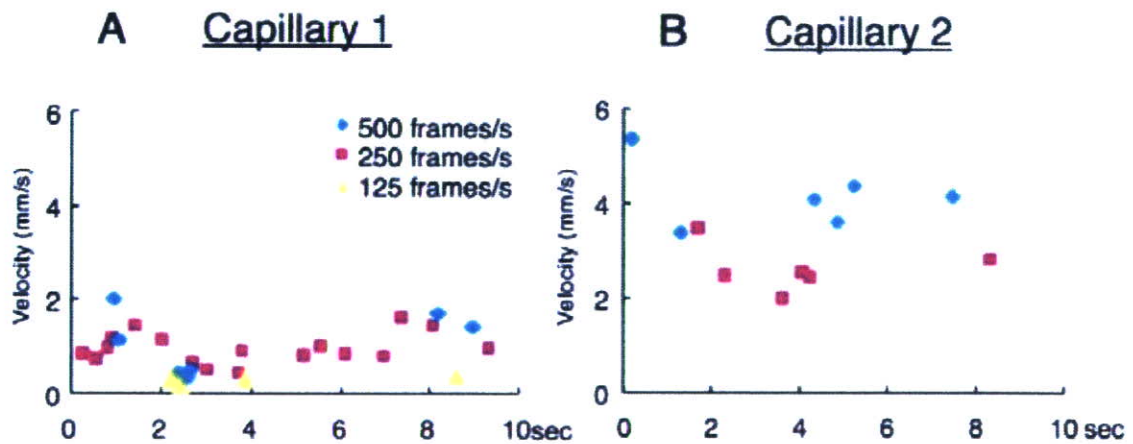 A Capillary 1
B Capillary 2
6
4
2
0
Velocity (mm/s)
500 frames/s
250 frames/s
125 frames/s
0 2 4 6 8 10sec
6
4
2
0
Velocity (mm/s)
0 2 4 6 8 10 sec